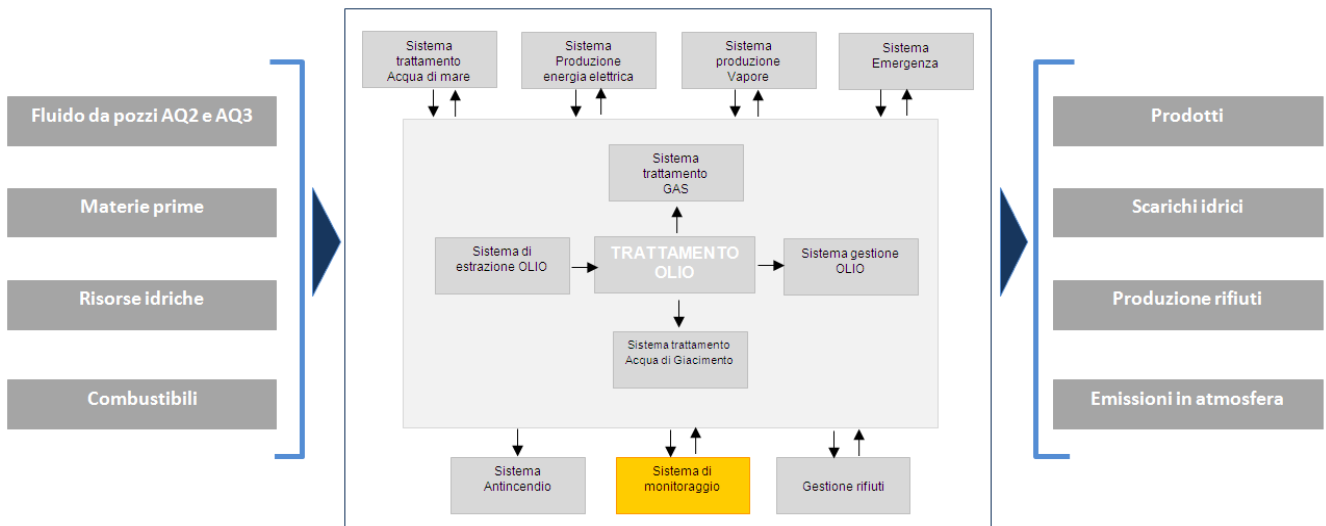 Fluido da pozzi AQ2 e AQ3
Materie prime
Risorse idriche
Combustibili
Sistema
trattamento
Acqua di mare
Sistema
Produzione
energia elettrica
Sistema
produzione
Vapore
Sistema
Emergenza
Sistema
trattamento
GAS
Sistema di
estrazione OLIO
TRATTAMENTO
OLIO
Sistema gestione
OLIO
Sistema trattamento
Acqua di Giacimento
Sistema
Antincendio
Sistema di
monitoraggio
Gestione rifiuti
Prodotti
Scarichi idrici
Produzione rifiuti
Emissioni in atmosfera